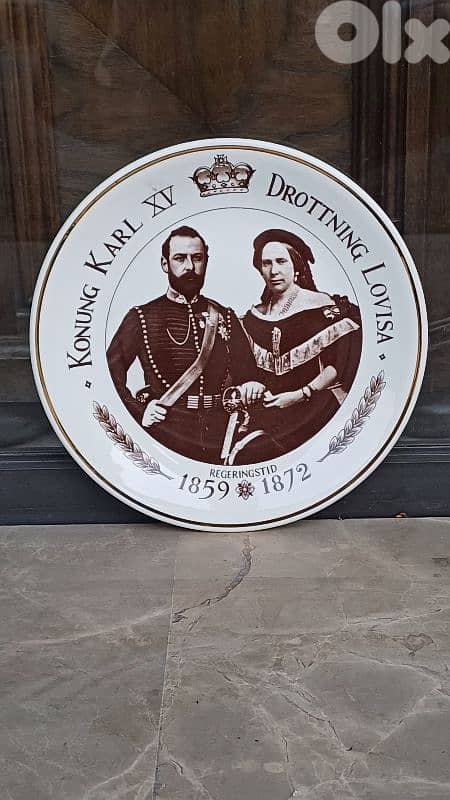 Olx
KONUNG KARL XV
DROTTNING LOVISA
REGERINGSTID
1859 1872